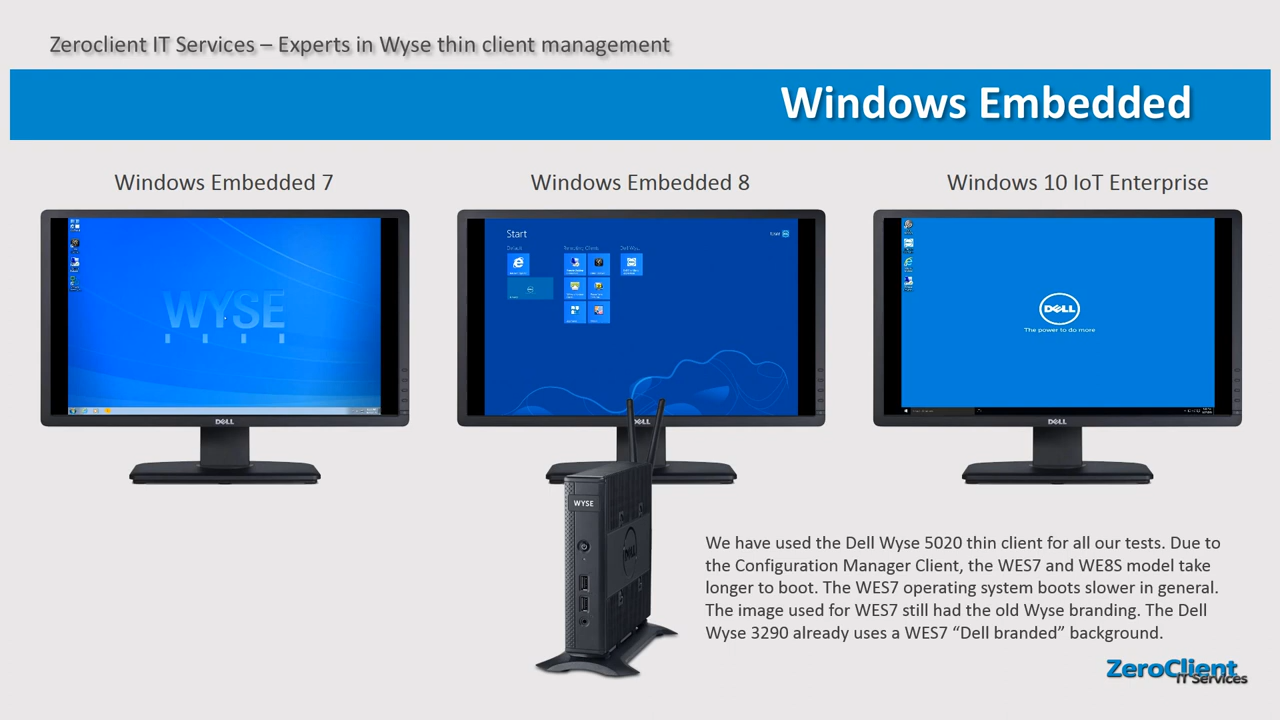 Zeroclient IT Services – Experts in Wyse thin client management
Windows Embedded
Windows Embedded 7
Windows Embedded 8
Windows 10 IoT Enterprise
WYSE
Start
Default
Dell Wy...
DELL
The power to do more
DELL
DELL
DELL
WYSE
DELL
We have used the Dell Wyse 5020 thin client for all our tests. Due to
the Configuration Manager Client, the WES7 and WE8S model take
longer to boot. The WES7 operating system boots slower in general.
The image used for WES7 still had the old Wyse branding. The Dell
Wyse 3290 already uses a WES7 “Dell branded” background.
ZeroClient
IT Services